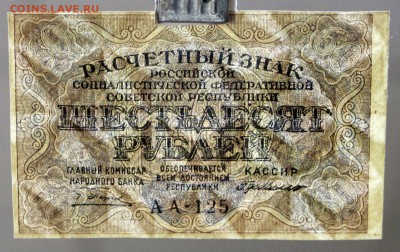 COINS.LAVE.RU
РАСЧЕТНЫЙ ЗНАК
РОССИЙСКОЙ
СОЦИАЛИСТИЧЕСКОЙ ФЕДЕРАТИВНОЙ
СОВЕТСКОЙ РЕСПУБЛИКИ
ШЕСТЬДЕСЯТ
РУБЛЕЙ
ГЛАВНЫЙ КОМИССАР
НАРОДНОГО БАНКА
ОБЕСПЕЧИВАЕТСЯ
ВСЕМ ДОСТОЯНИЕМ
РЕСПУБЛИКИ
КАССИР
АА-125